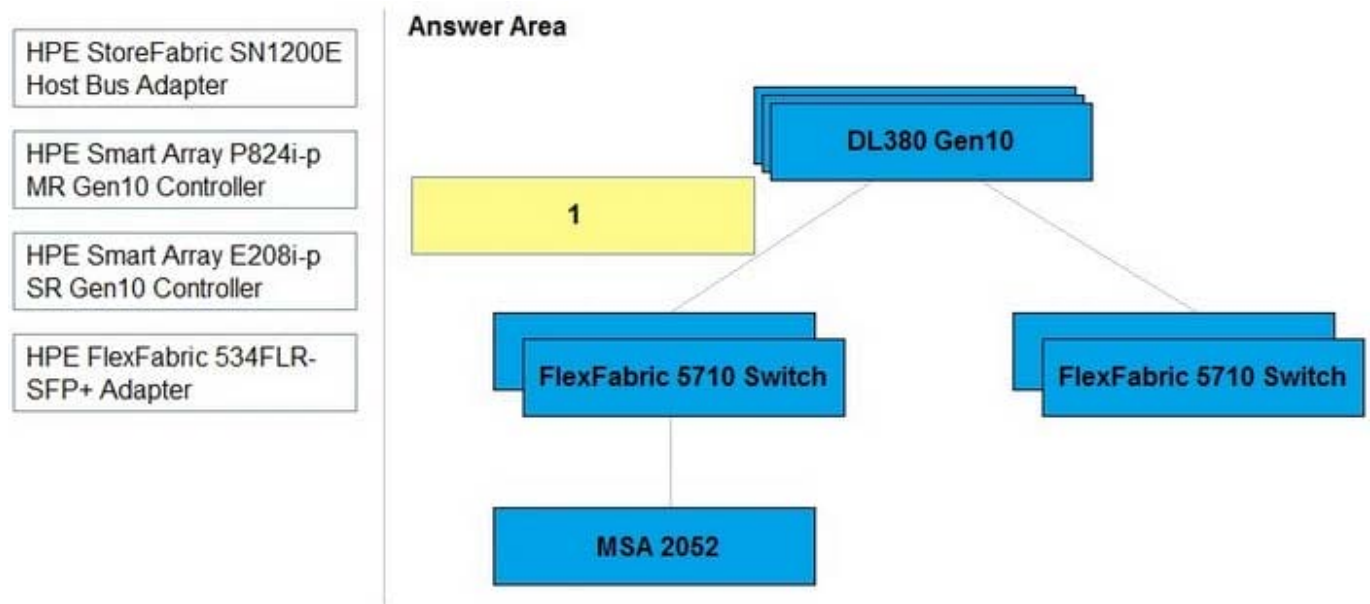 HPE StoreFabric SN1200E
Host Bus Adapter
HPE Smart Array P824i-p
MR Gen10 Controller
HPE Smart Array E208i-p
SR Gen10 Controller
HPE FlexFabric 534FLR-
SFP+ Adapter
Answer Area
DL380 Gen10
1
FlexFabric 5710 Switch
FlexFabric 5710 Switch
MSA 2052